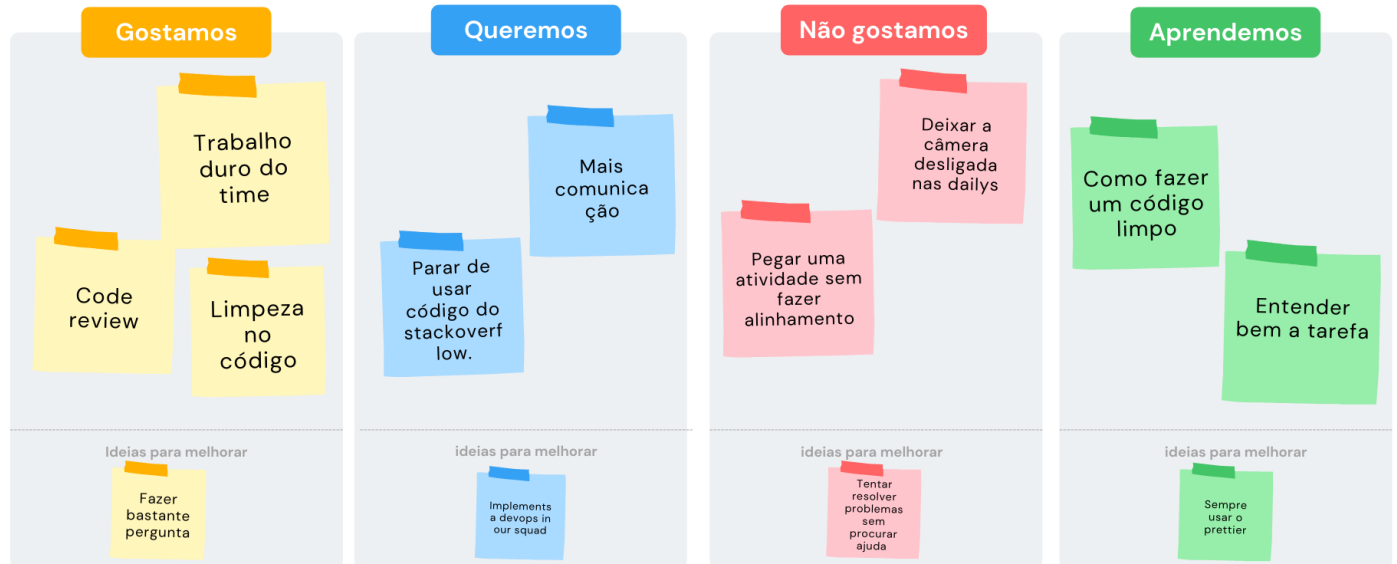 Gostamos
Trabalho
duro do
time
Code
review
Limpeza
no
código
Ideias para melhorar
Fazer
bastante
pergunta
Queremos
Mais
comunica
ção
Parar de
usar
código do
stackoverf
low.
ideias para melhorar
Implements
a devops in
our squad
Não gostamos
Deixar a
câmera
desligada
nas dailys
Pegar uma
atividade sem
fazer
alinhamento
ideias para melhorar
Tentar
resolver
problemas
sem
procurar
ajuda
Aprendemos
Como fazer
um código
limpo
Entender
bem a tarefa
ideias para melhorar
Sempre
usar o
prettier